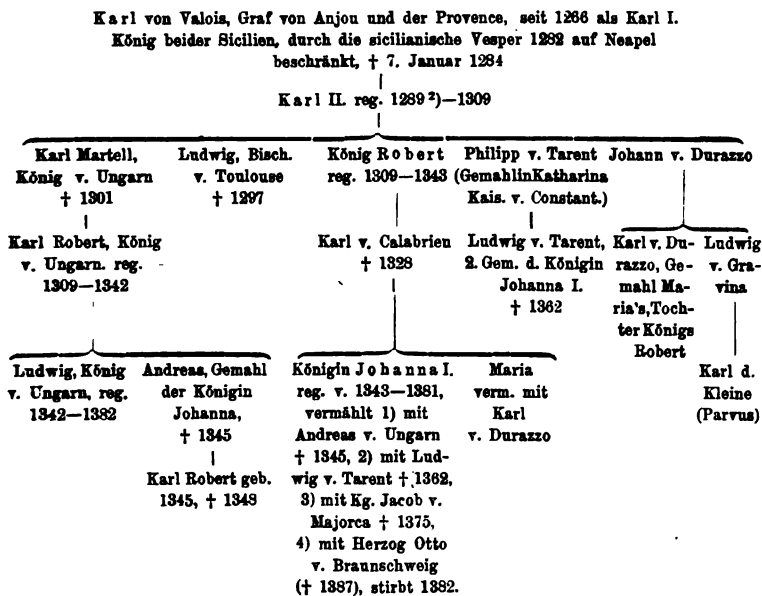 Karl von Valois, Graf von Anjou und der Provence, seit 1266 als Karl I.
König beider Sicilien, durch die sicilianische Vesper 1282 auf Neapel
beschränkt, † 7. Januar 1284
Karl II. reg. 1289 ²)—1309
Karl Martell,
König v. Ungarn
† 1301
Ludwig, Bisch.
v. Toulouse
† 1297
König Robert
reg. 1309—1343
Philipp v. Tarent
(GemahlinKatharina
Kais. v. Constant.)
Johann v. Durazzo
Karl Robert, König
v. Ungarn. reg.
1309—1342
Karl v. Calabrien
† 1328
Ludwig v. Tarent,
2. Gem. d. Königin
Johanna I.
† 1362
Karl v. Du-
razzo, Ge-
mahl Ma-
ria's,Toch-
ter Königs
Robert
Ludwig
v. Gra-
vina
Ludwig, König
v. Ungarn, reg.
1342—1382
Andreas, Gemahl
der Königin
Johanna,
† 1345
Karl Robert geb.
1345, † 1348
Königin Johanna I.
reg. v. 1343—1381,
vermählt 1) mit
Andreas v. Ungarn
† 1345, 2) mit Lud-
wig v. Tarent † 1362,
3) mit Kg. Jacob v.
Majorca † 1375,
4) mit Herzog Otto
v. Braunschweig
(† 1387), stirbt 1382.
Maria
verm. mit
Karl
v. Durazzo
Karl d.
Kleine
(Parvus)